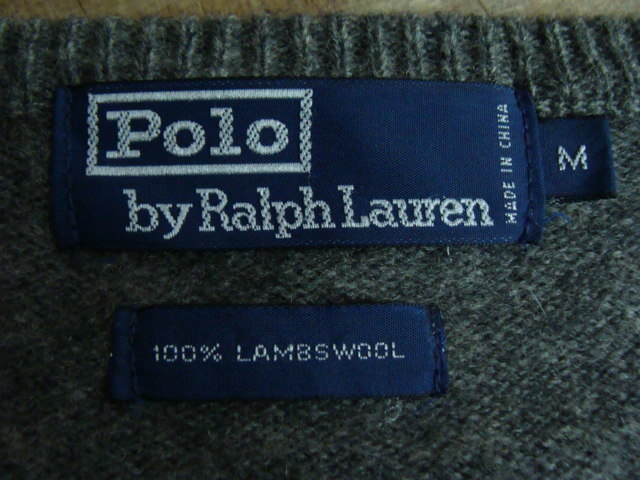 Polo
by Ralph Lauren
MADE IN CHINA
M
100% LAMBSWOOL